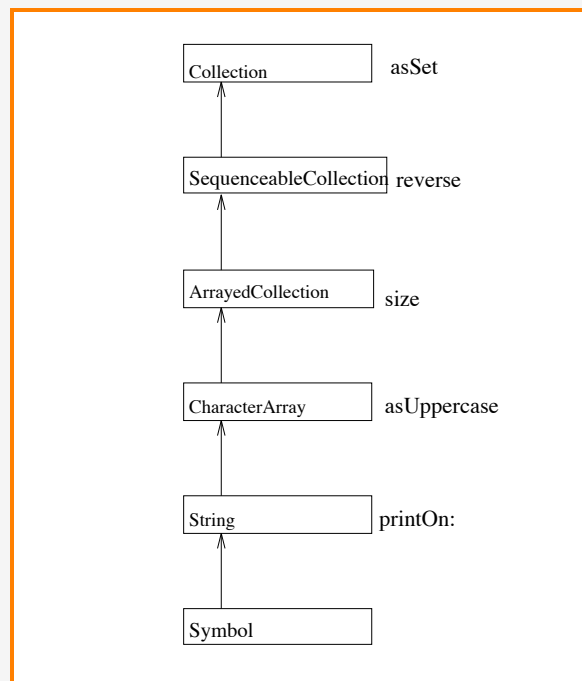 Collection asSet
SequenceableCollection reverse
ArrayedCollection size
CharacterArray asUppercase
String printOn:
Symbol